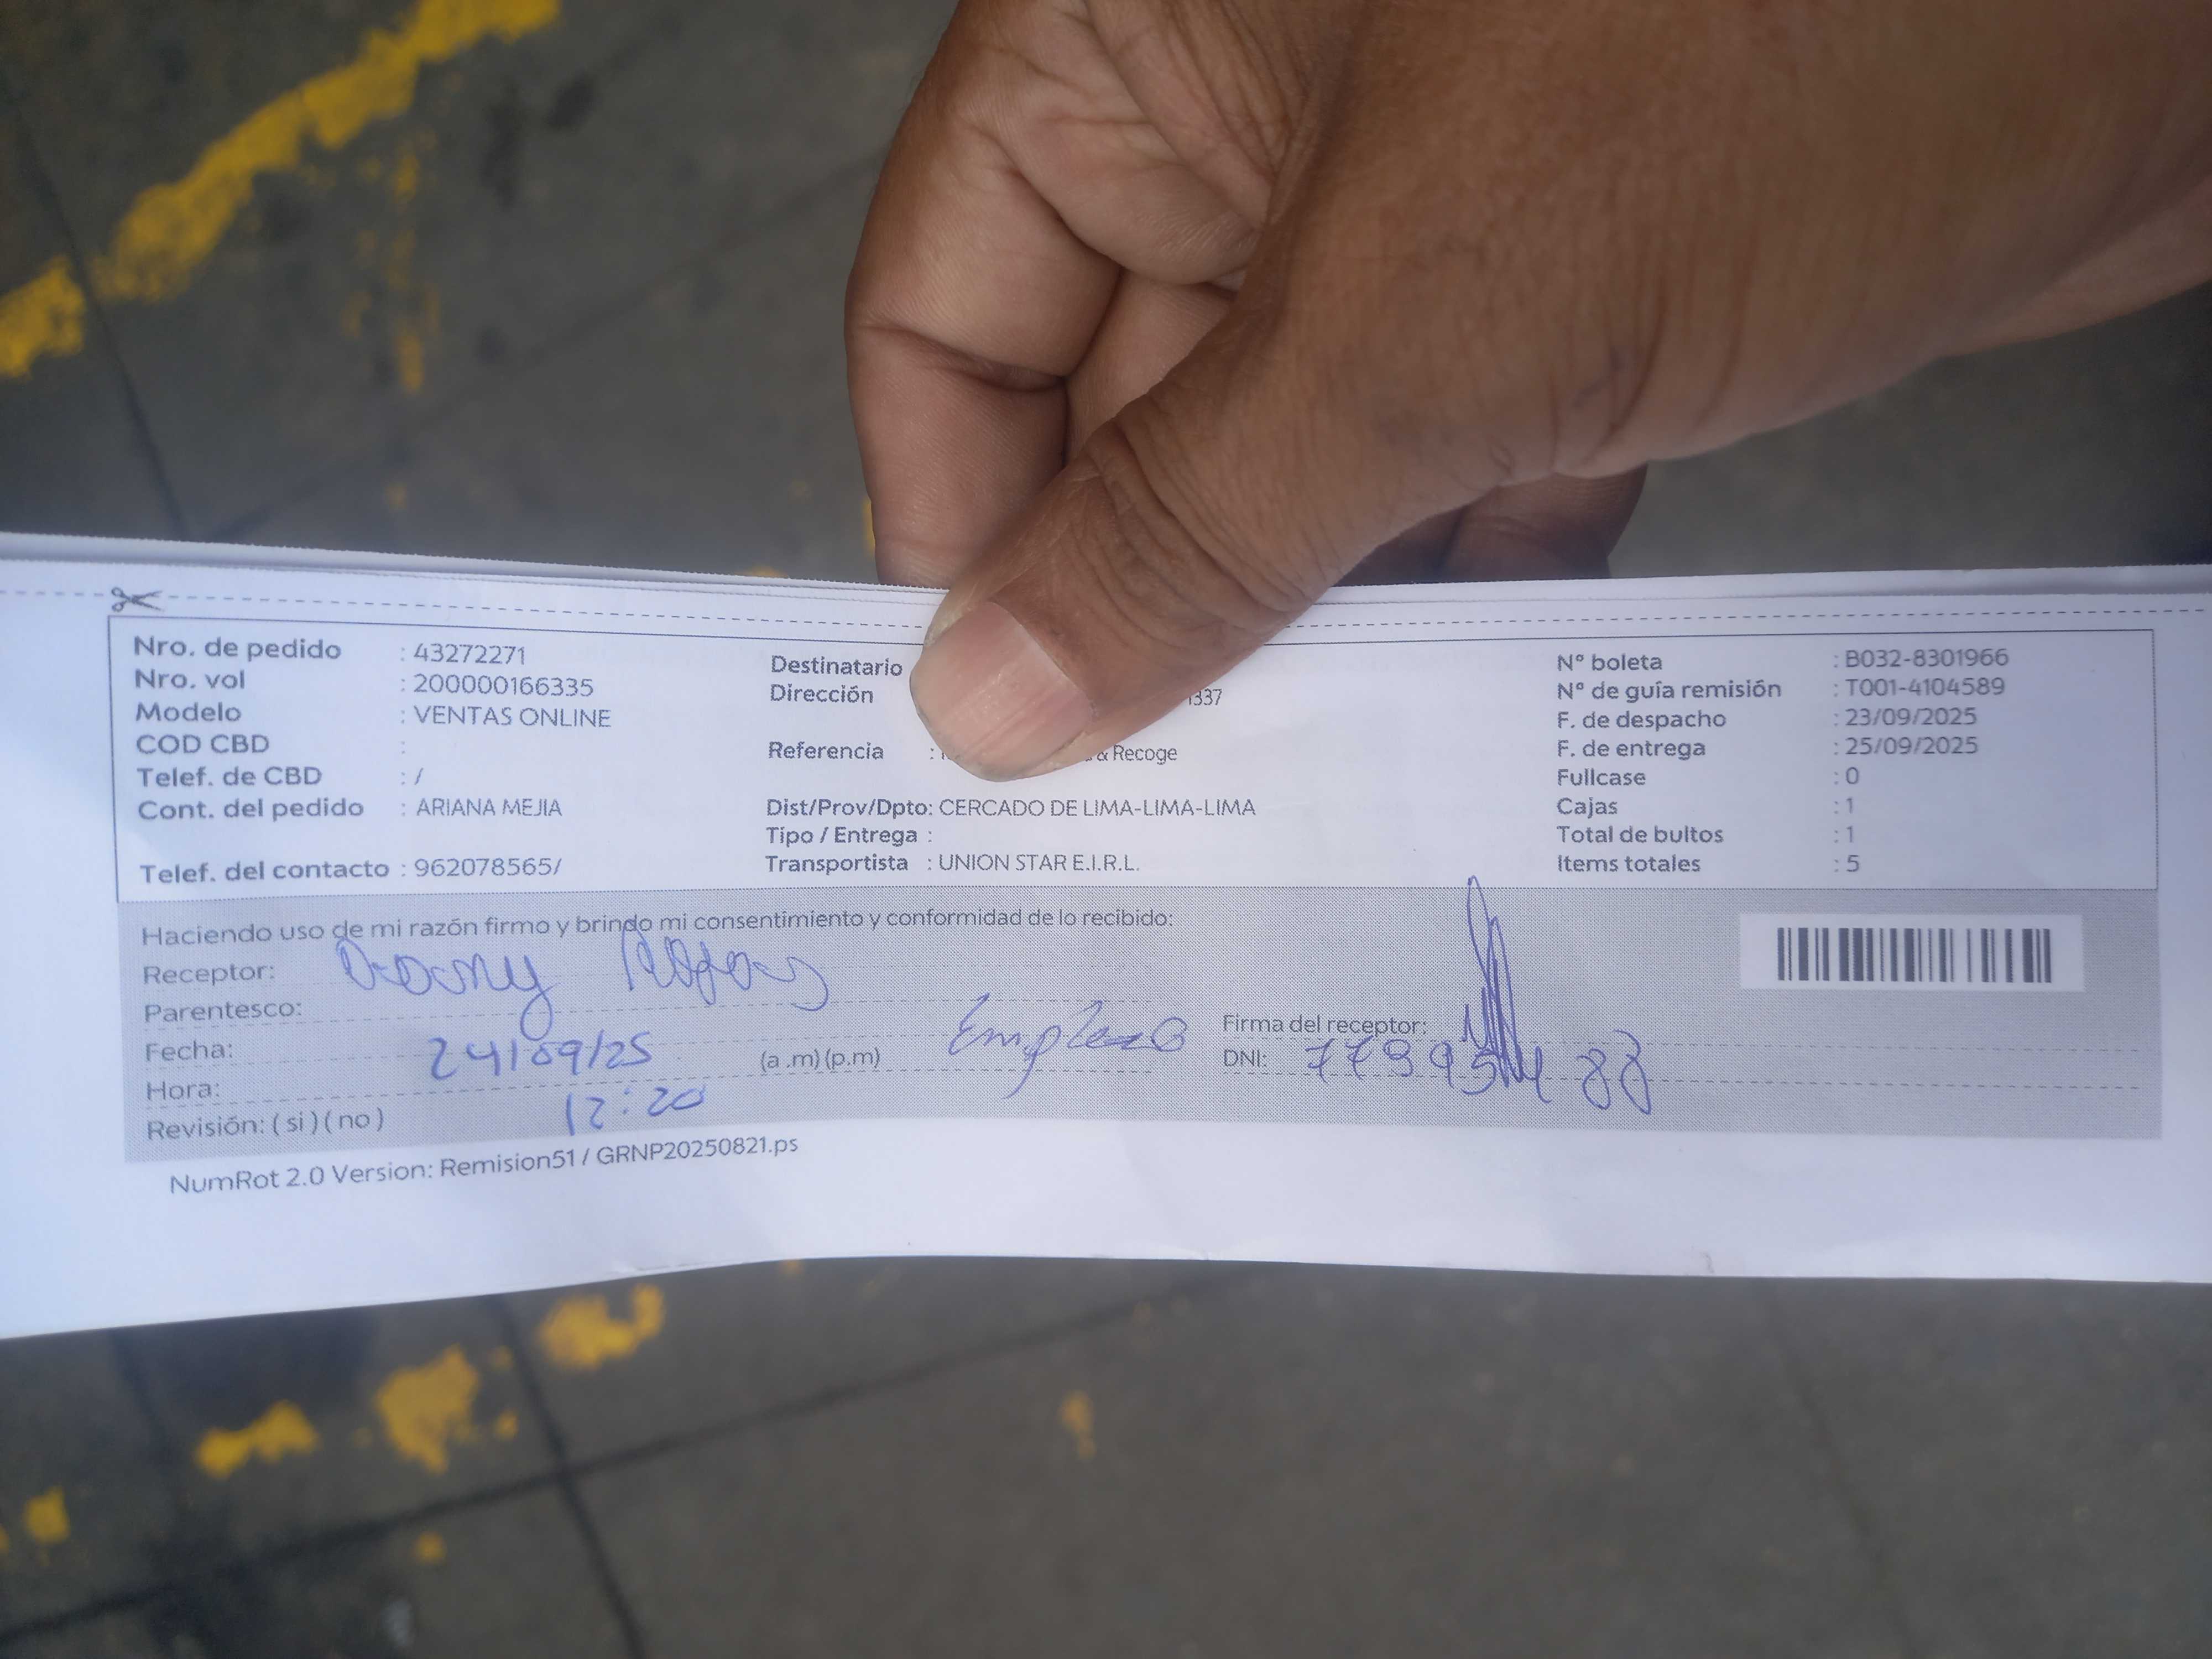 Nro. de pedido : 43272271
Nro. vol : 200000166335
Modelo : VENTAS ONLINE
COD CBD :
Telef. de CBD : /
Cont. del pedido : ARIANA MEJIA
Telef. del contacto : 962078565/
Destinatario
Dirección 1337
Referencia : & Recoge
Dist/Prov/Dpto: CERCADO DE LIMA-LIMA-LIMA
Tipo / Entrega :
Transportista : UNION STAR E.I.R.L.
N° boleta : B032-8301966
N° de guía remisión : T001-4104589
F. de despacho : 23/09/2025
F. de entrega : 25/09/2025
Fullcase : 0
Cajas : 1
Total de bultos : 1
Items totales : 5
Haciendo uso de mi razón firmo y brindo mi consentimiento y conformidad de lo recibido:
Receptor:
Parentesco:
Fecha: 24/09/25 (a .m) (p.m)
Hora: 12:20
Revisión: ( si ) ( no )
Firma del receptor:
DNI:
NumRot 2.0 Version: Remision51 / GRNP20250821.ps